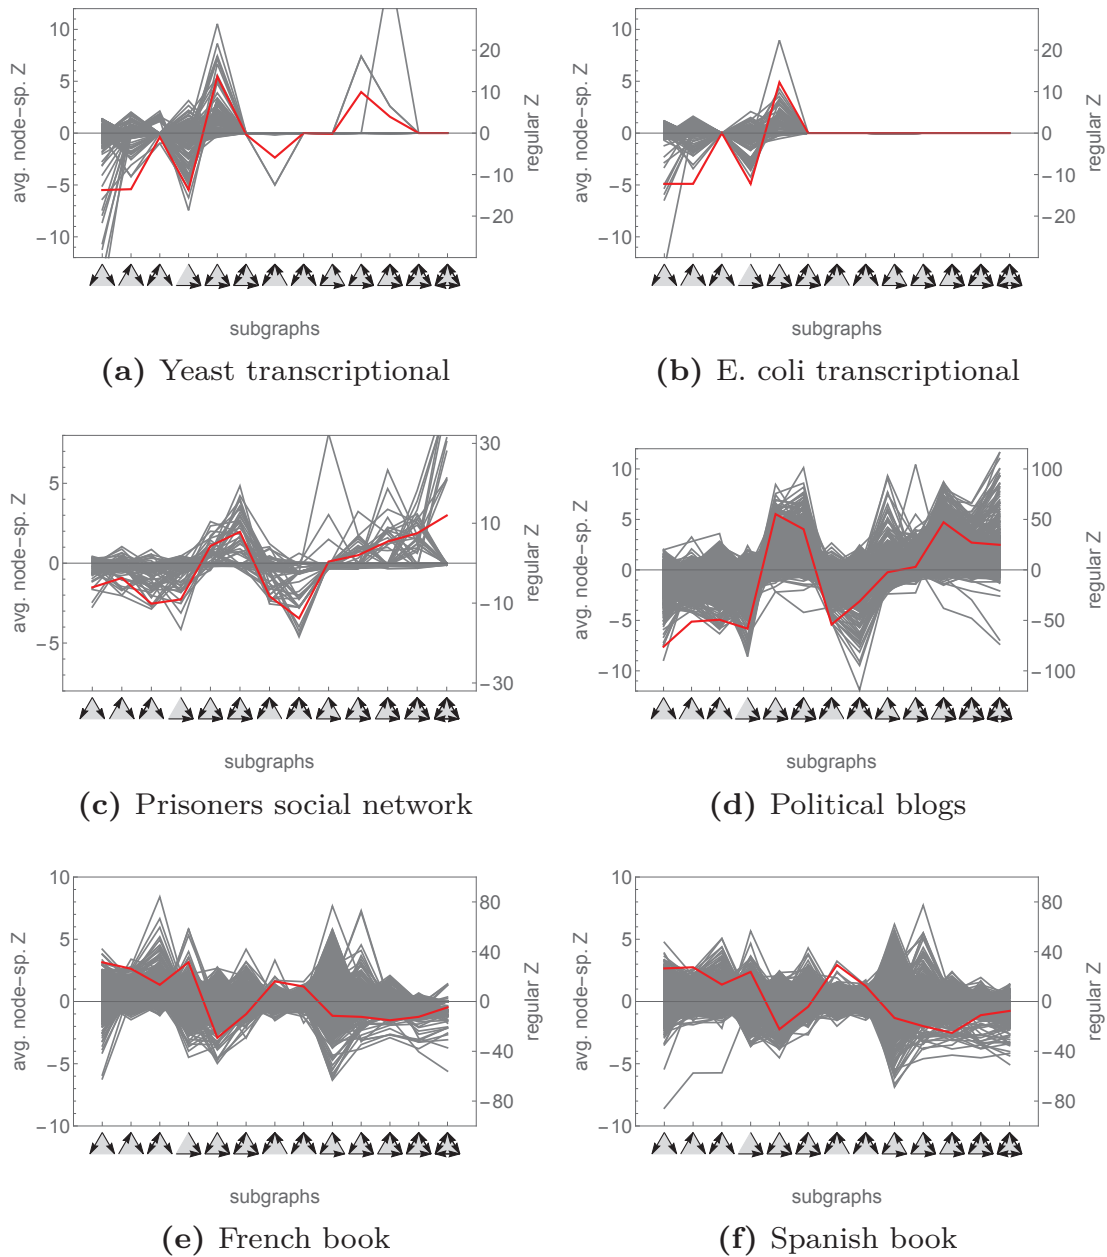 avg. node-sp. Z
10
5
0
−5
−10
20
10
0
−10
−20
regular Z
subgraphs
(a) Yeast transcriptional
avg. node-sp. Z
10
5
0
−5
−10
20
10
0
−10
−20
regular Z
subgraphs
(b) E. coli transcriptional
avg. node-sp. Z
5
0
−5
30
10
−10
−30
regular Z
subgraphs
(c) Prisoners social network
avg. node-sp. Z
10
5
0
−5
−10
100
50
0
−50
−100
regular Z
subgraphs
(d) Political blogs
avg. node-sp. Z
10
5
0
−5
−10
80
40
0
−40
−80
regular Z
subgraphs
(e) French book
avg. node-sp. Z
10
5
0
−5
−10
80
40
0
−40
−80
regular Z
subgraphs
(f) Spanish book